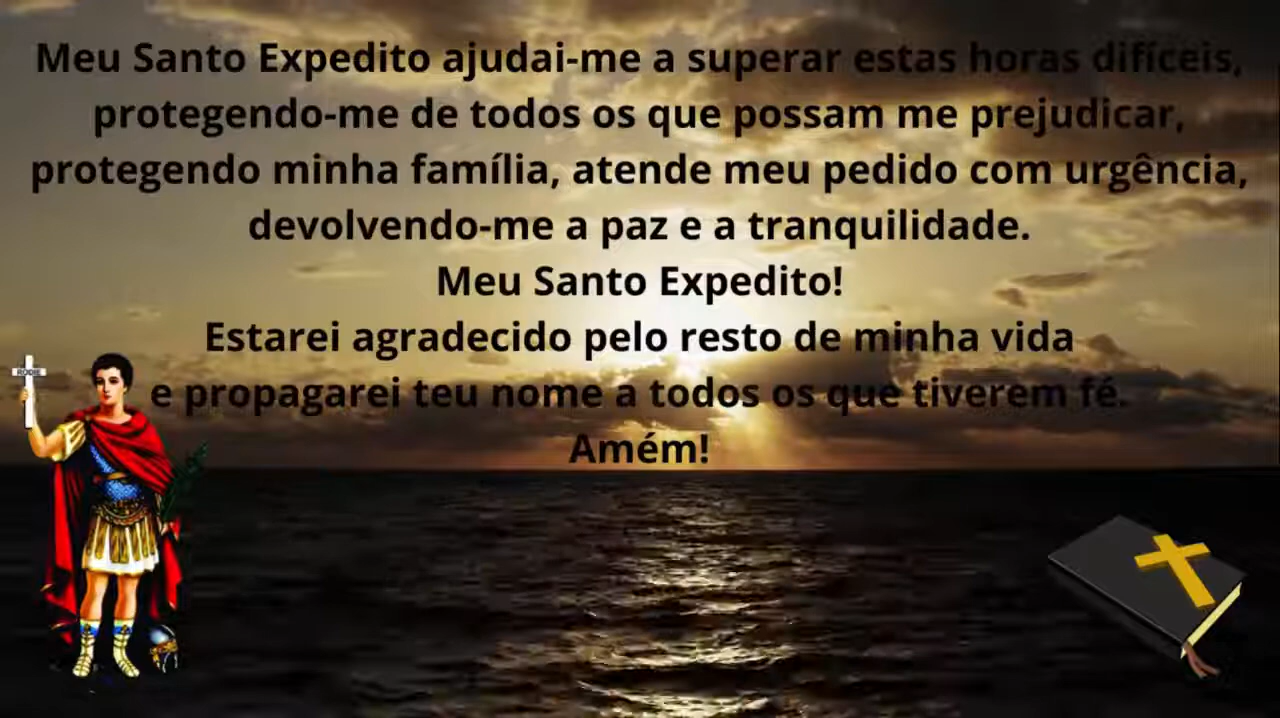 Meu Santo Expedito ajudai-me a superar estas horas difíceis,
protegendo-me de todos os que possam me prejudicar,
protegendo minha família, atende meu pedido com urgência,
devolvendo-me a paz e a tranquilidade.
Meu Santo Expedito!
Estarei agradecido pelo resto de minha vida
e propagarei teu nome a todos os que tiverem fé.
Amém!